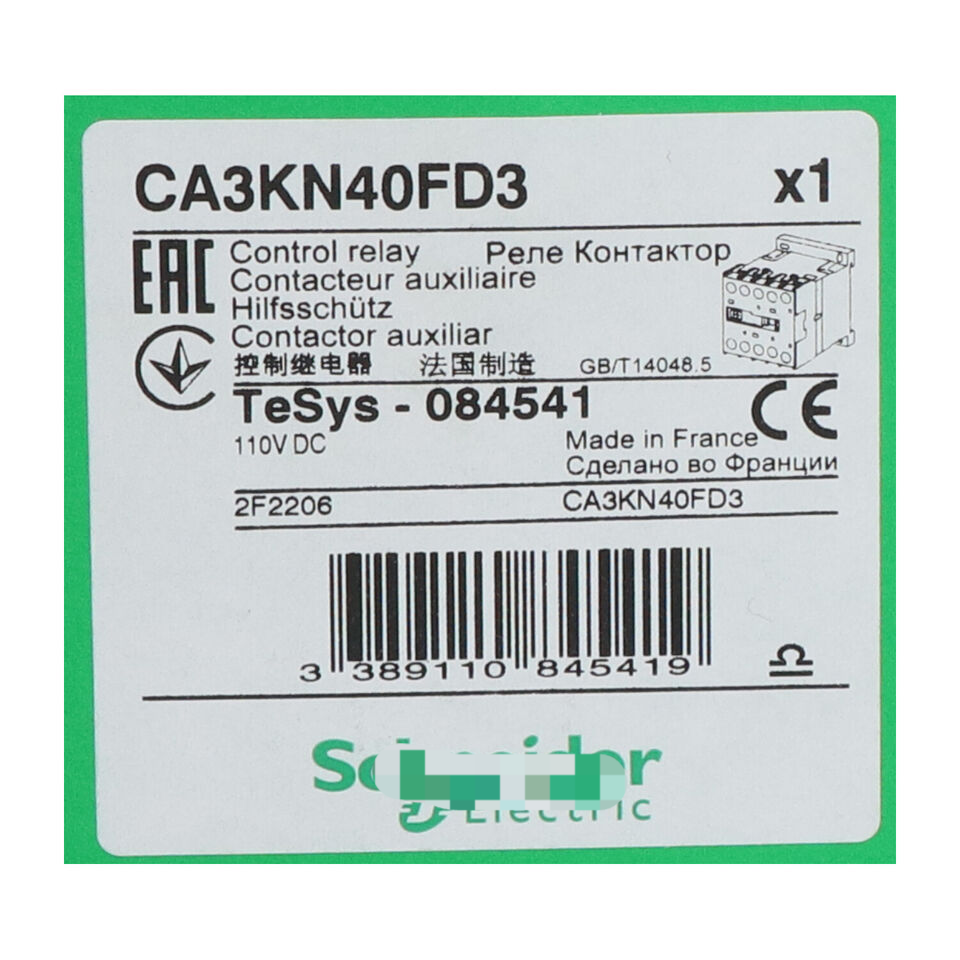 CA3KN40FD3 x1
EAC Control relay Реле Контактор
Contacteur auxiliaire
Hilfsschütz
Contactor auxiliar
控制继电器 法国制造 GB/T14048.5
TeSys - 084541 CE
110V DC Made in France
Сделано во Франции
2F2206 CA3KN40FD3
3 389110 845419
Schneider
Electric